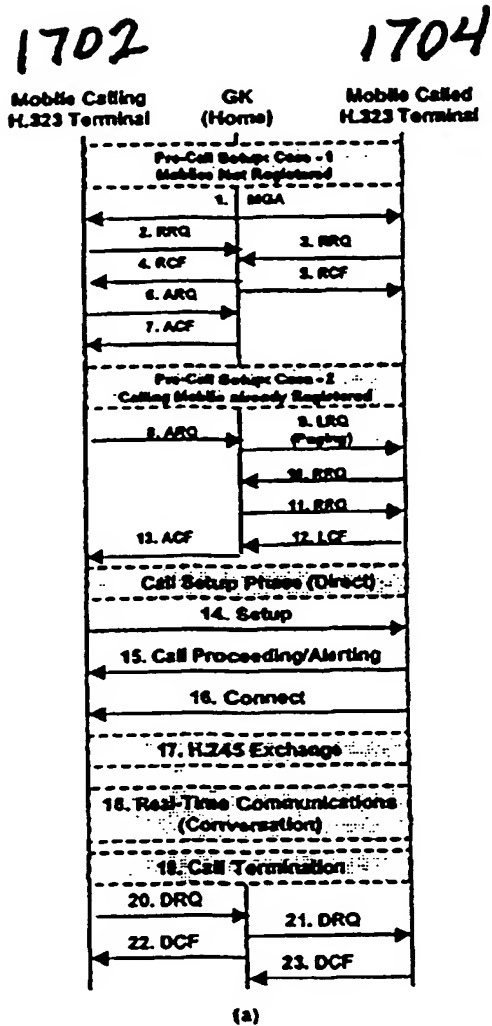 1702 1704
Mobile Calling H.323 Terminal
GK (Home)
Mobile Called H.323 Terminal
Pre-Call Setup: Case - 1
Mobiles Not Registered
1. MGA
2. RRQ
3. RRQ
4. RCF
5. RCF
6. ARQ
7. ACF
Pre-Call Setup: Case - 2
Calling Mobile already Registered
8. ARQ
9. LRQ
(Paging)
10. RRQ
11. RRQ
12. LCF
13. ACF
Call Setup Phase (Direct)
14. Setup
15. Call Proceeding/Alerting
16. Connect
17. H.245 Exchange
18. Real-Time Communications
(Conversation)
19. Call Termination
20. DRQ
21. DRQ
22. DCF
23. DCF
(a)